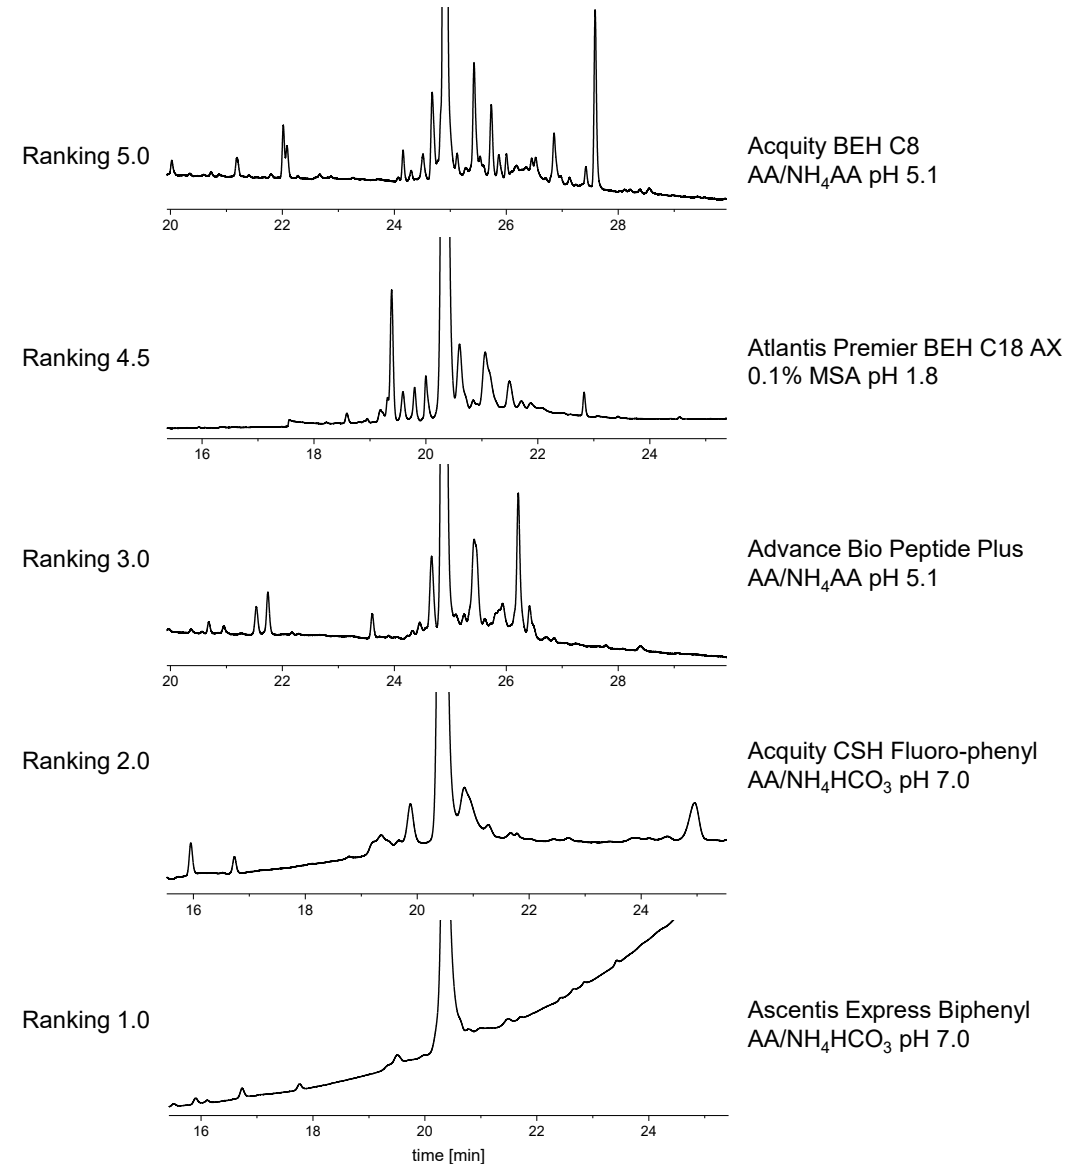 Ranking 5.0
Acquity BEH C8
AA/NH₄AA pH 5.1
20 22 24 26 28
Ranking 4.5
Atlantis Premier BEH C18 AX
0.1% MSA pH 1.8
16 18 20 22 24
Ranking 3.0
Advance Bio Peptide Plus
AA/NH₄AA pH 5.1
20 22 24 26 28
Ranking 2.0
Acquity CSH Fluoro-phenyl
AA/NH₄HCO₃ pH 7.0
16 18 20 22 24
Ranking 1.0
Ascentis Express Biphenyl
AA/NH₄HCO₃ pH 7.0
16 18 20 22 24
time [min]